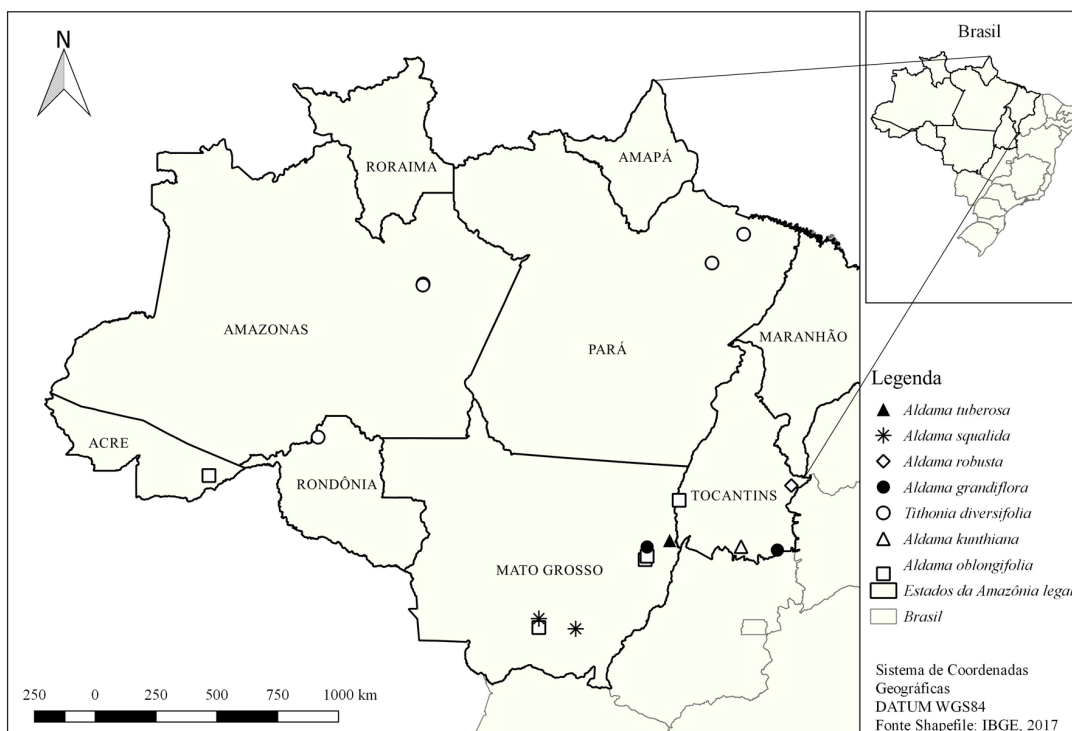 N
RORAIMA
AMAPÁ
AMAZONAS
PARÁ
MARANHÃO
ACRE
RONDÔNIA
TOCANTINS
MATO GROSSO
250 0 250 500 750 1000 km
Brasil
Legenda
Aldama tuberosa
Aldama squalida
Aldama robusta
Aldama grandiflora
Tithonia diversifolia
Aldama kunthiana
Aldama oblongifolia
Estados da Amazônia legal
Brasil
Sistema de Coordenadas
Geográficas
DATUM WGS84
Fonte Shapefile: IBGE, 2017